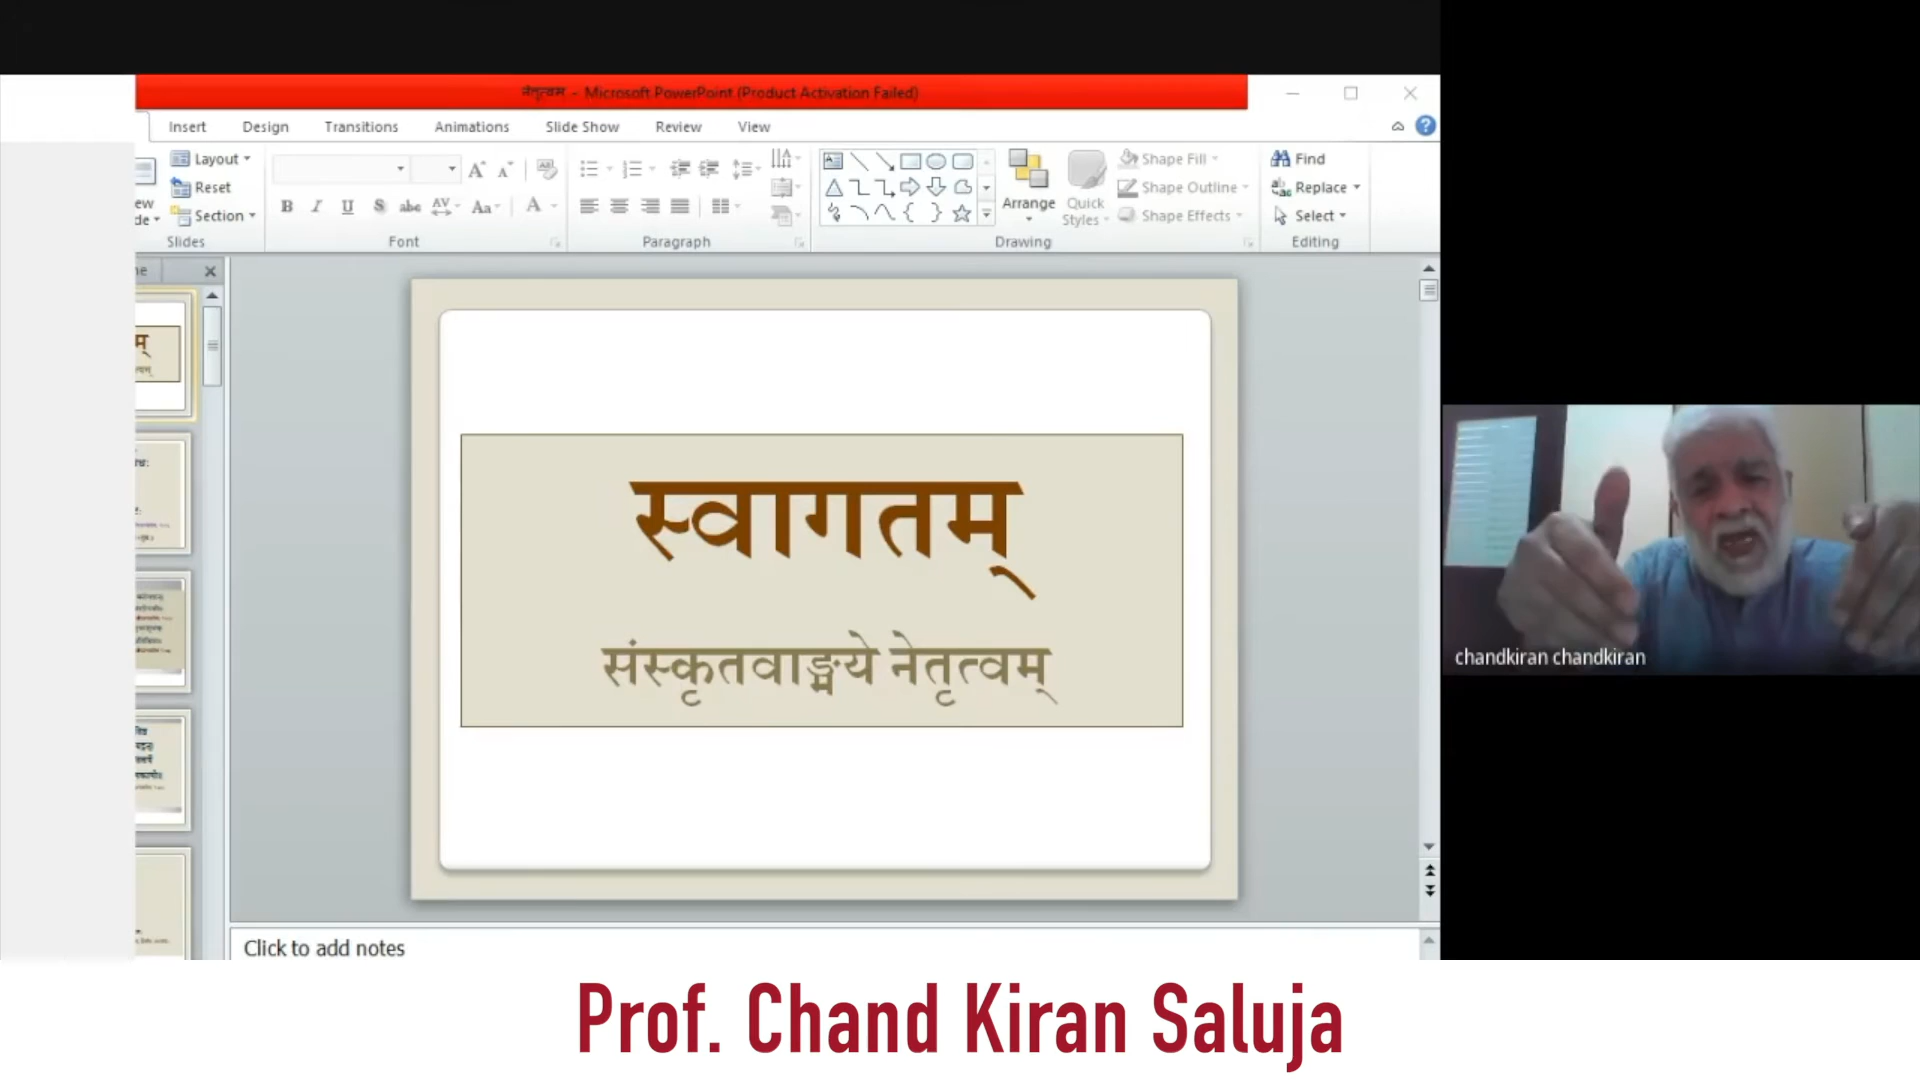 नेतृत्वम - Microsoft PowerPoint (Product Activation Failed)
Insert Design Transitions Animations Slide Show Review View
Layout
Reset
Section
Slides
Font
Paragraph
Arrange
Quick
Styles
Shape Fill
Shape Outline
Shape Effects
Drawing
Find
Replace
Select
Editing
स्वागतम्
संस्कृतवाङ्मये नेतृत्वम्
Click to add notes
chandkiran chandkiran
Prof. Chand Kiran Saluja